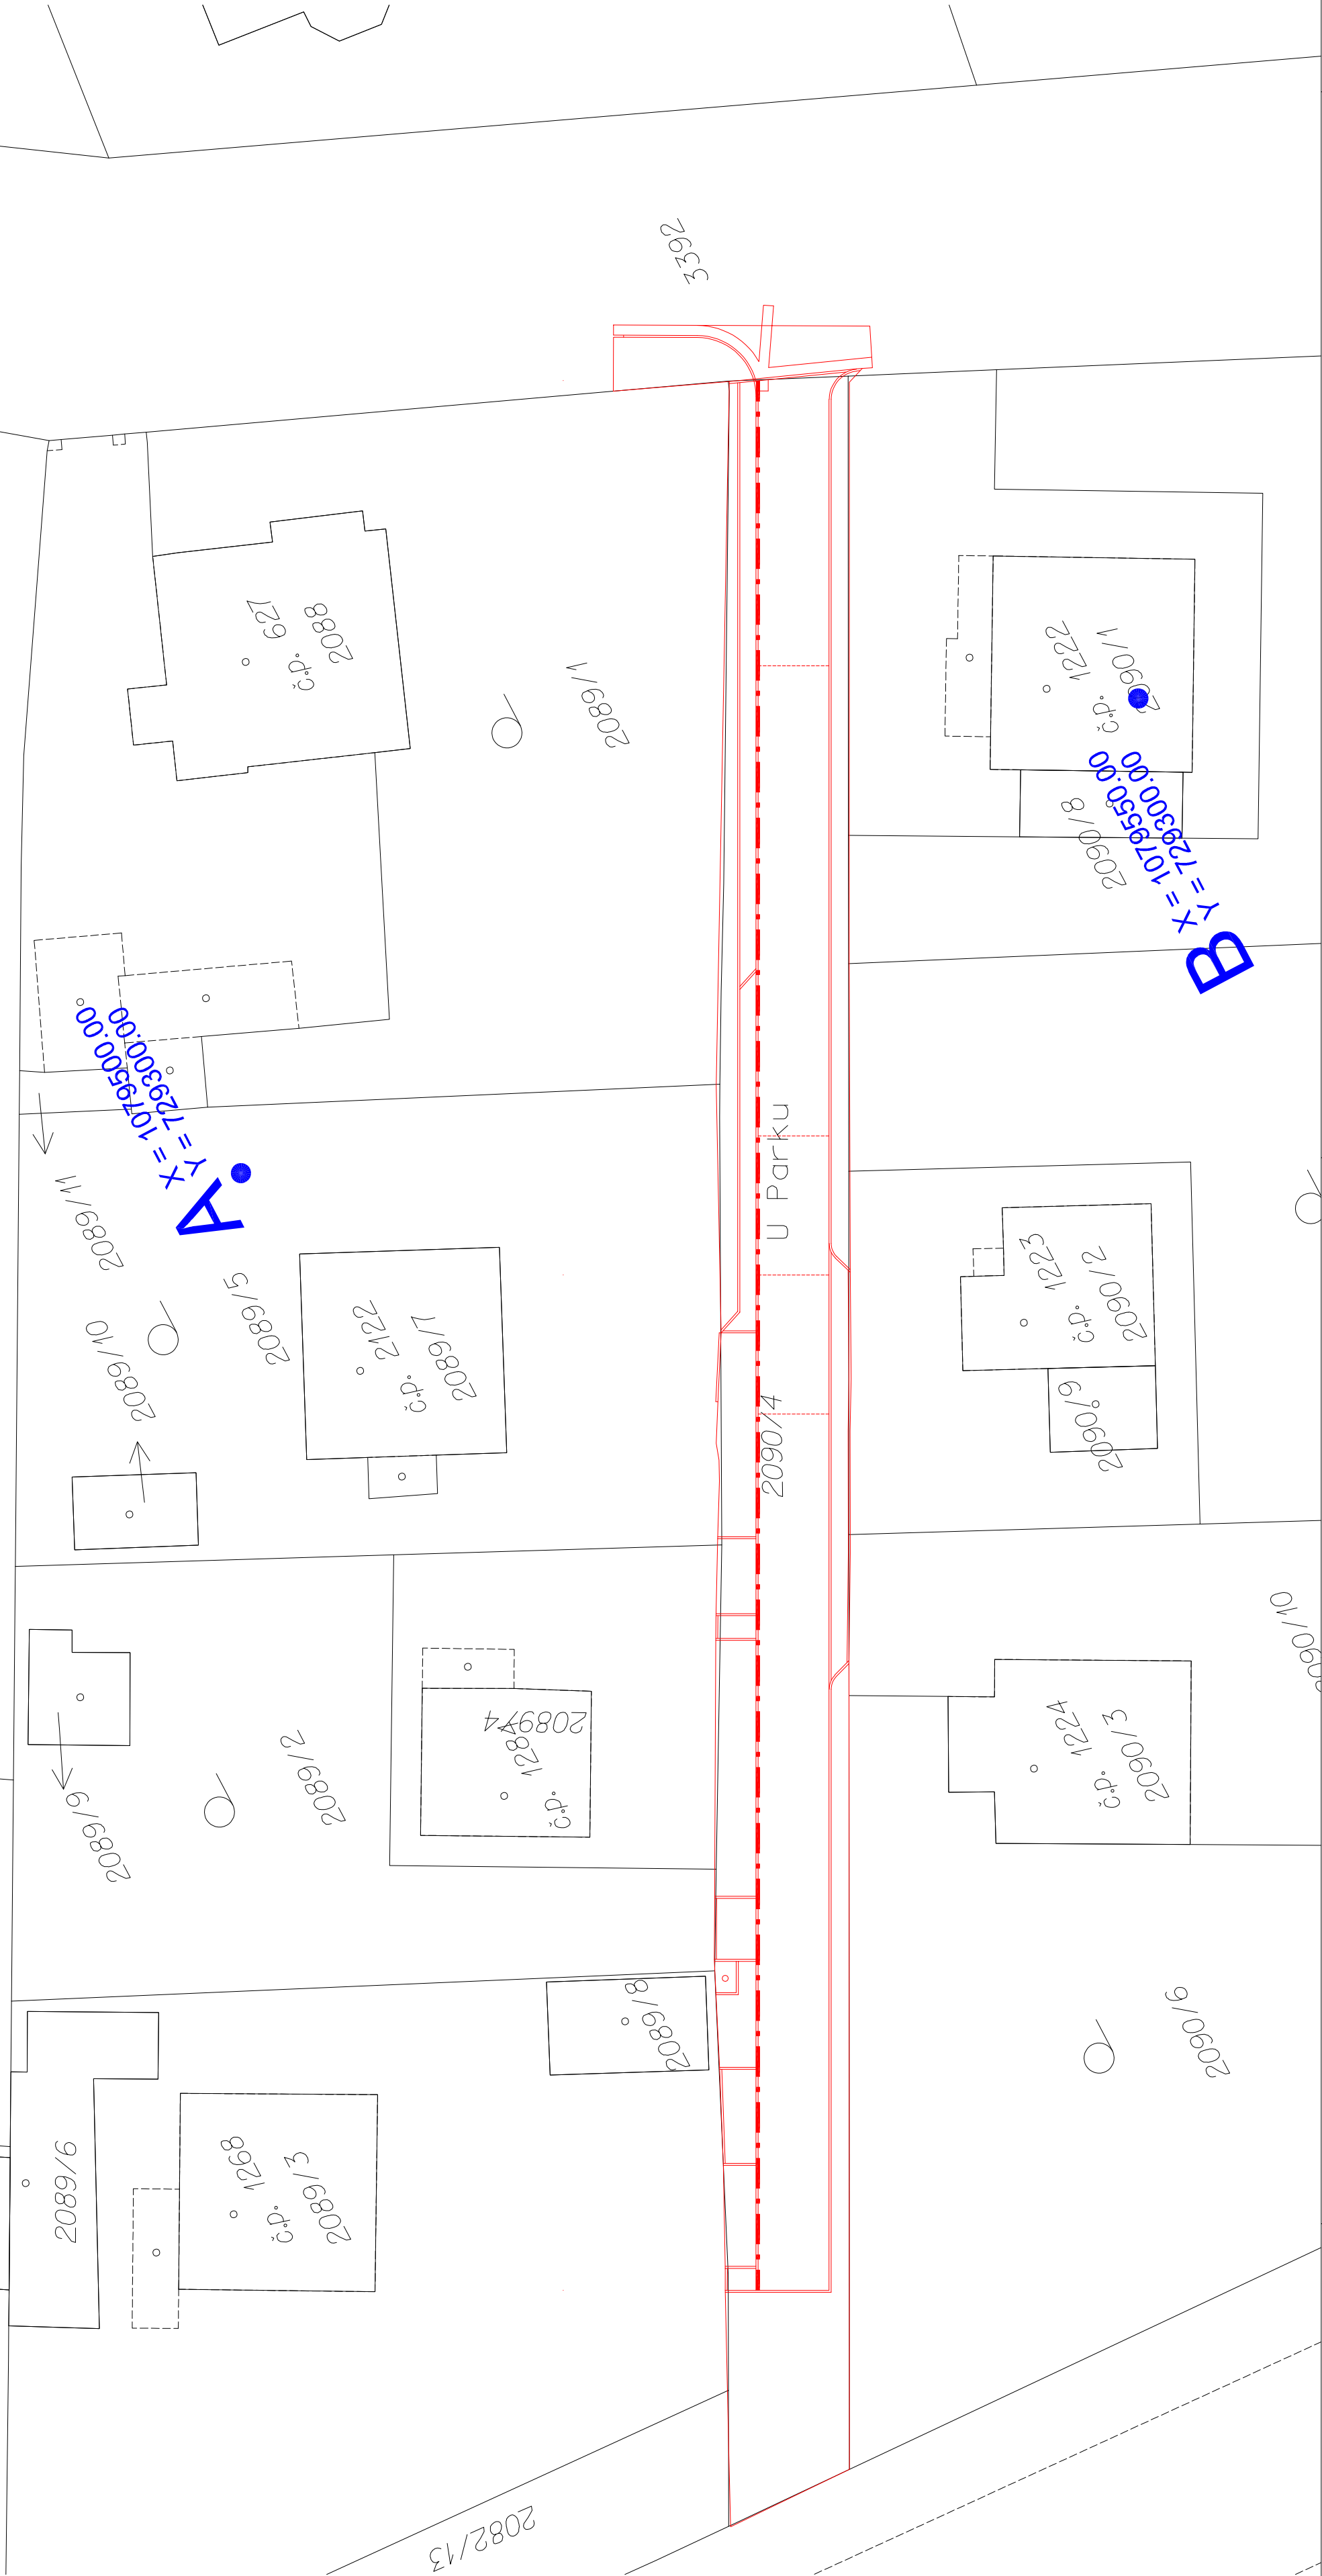 3392
č.p. 627
2088
2089/1
č.p. 1222
2090/1
2090/8
X = 1079550.00
Y = 729300.00
B
X = 1079500.00
Y = 729300.00
A
2089/11
2089/10
2089/5
č.p. 2122
2089/7
U Parku
2090/4
č.p. 1223
2090/2
2090/9
2090/10
2089/9
2089/2
2089/4
č.p. 1224
2090/3
2089/8
2090/6
2089/6
č.p. 1268
2089/3
2082/13